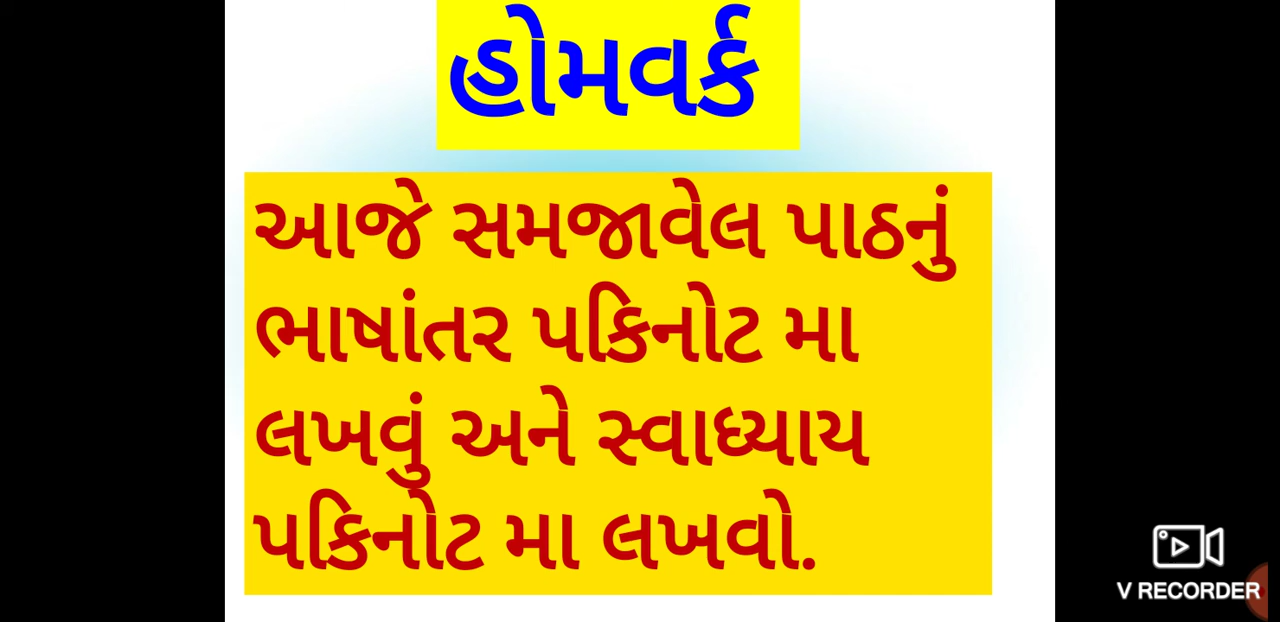 હોમવર્ક
આજે સમજાવેલ પાઠનું
ભાષાંતર પકિનોટ મા
લખવું અને સ્વાધ્યાય
પકિનોટ મા લખવો.
V RECORDER